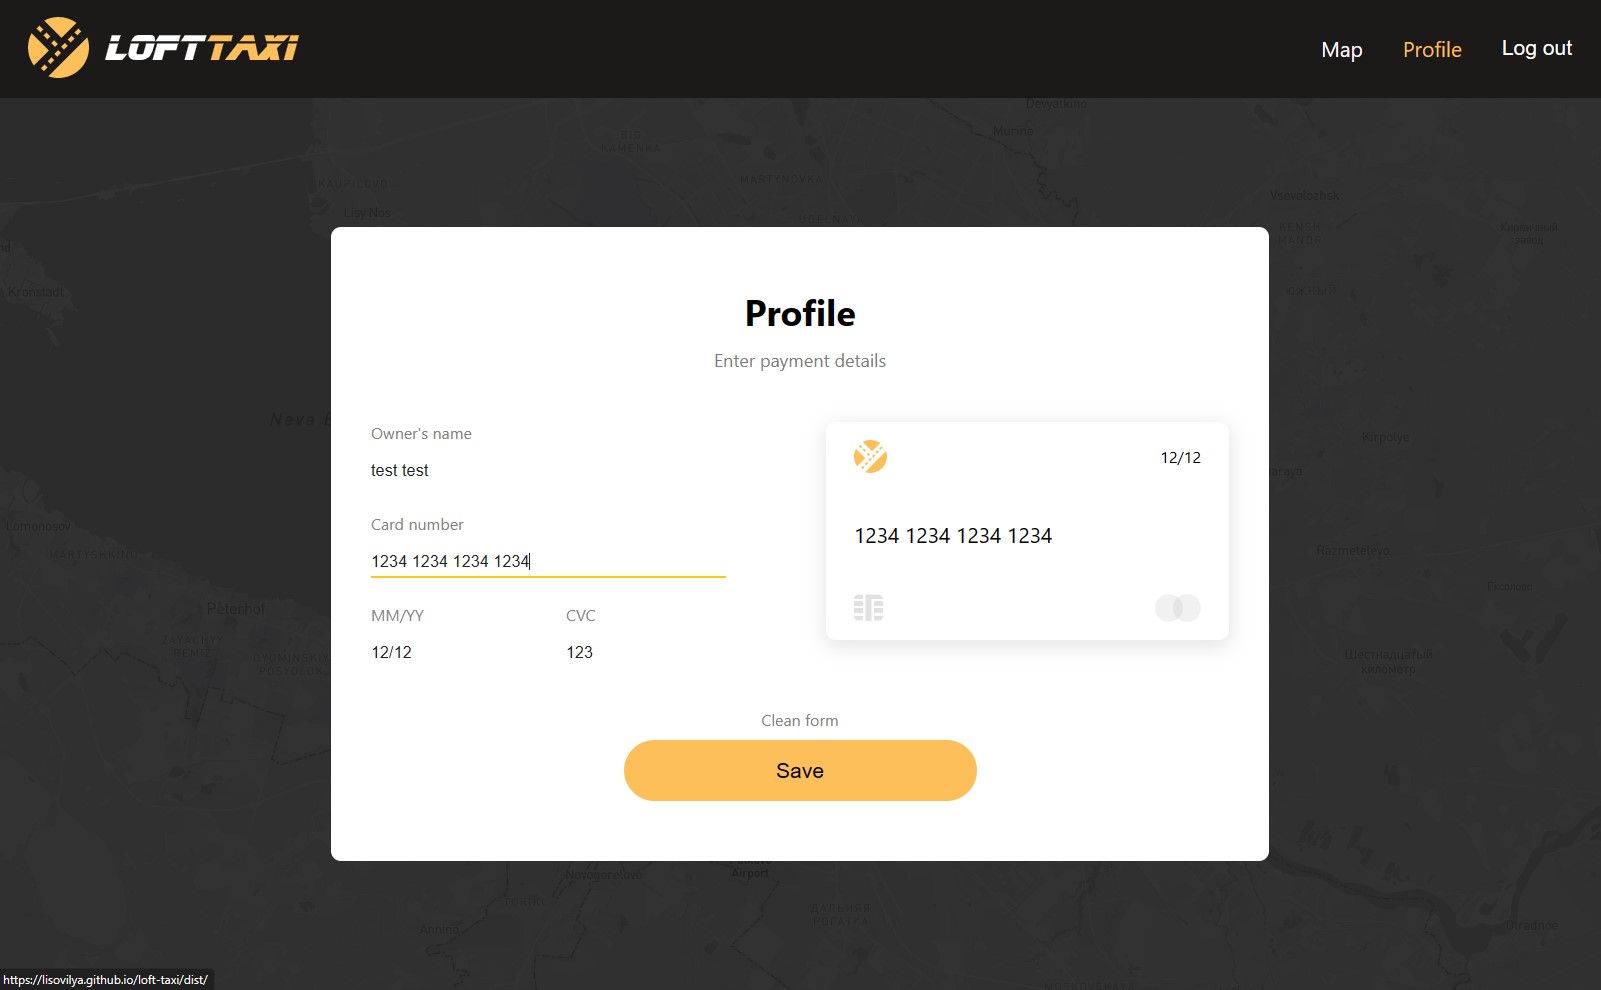 LOFTTAXI
Map
Profile
Log out
Devyatkino
Murino
KAMENKA
MARTYNOVKA
Lisy Nos
Vsevolozhsk
Kronstadt
Neva
Profile
Enter payment details
Owner's name
test test
12/12
Kirpolye
Card number
1234 1234 1234 1234
1234 1234 1234 1234
Lomonosov
MARTYSHKINO
Razmetelevo
MM/YY
CVC
12/12
123
Peterhof
Шестнадцатый
километр
Clean form
Save
Airport
Novogorelovo
Annino
Otradnoe
https://lisovilya.github.io/loft-taxi/dist/